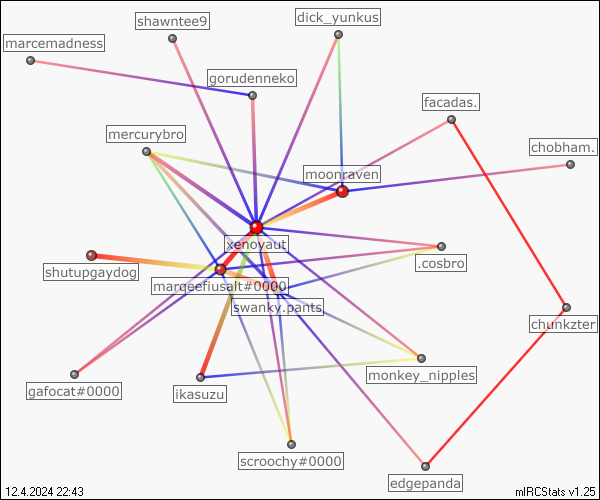 shawntee9
dick_yunkus
marcemadness
gorudenneko
facadas.
mercurybro
chobham.
moonraven
xenoyaut
.cosbro
shutupgaydog
marqeefiusalt#0000
swanky.pants
chunkzter
monkey_nipples
gafocat#0000
ikasuzu
scroochy#0000
edgepanda
12.4.2024 22:43
mIRCStats v1.25